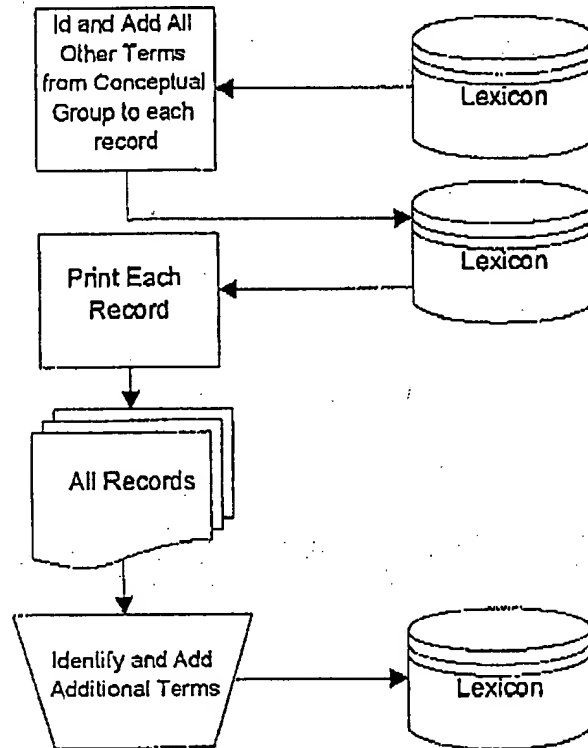 Id and Add All
Other Terms
from Conceptual
Group to each
record
Lexicon
Lexicon
Print Each
Record
All Records
Identify and Add
Additional Terms
Lexicon